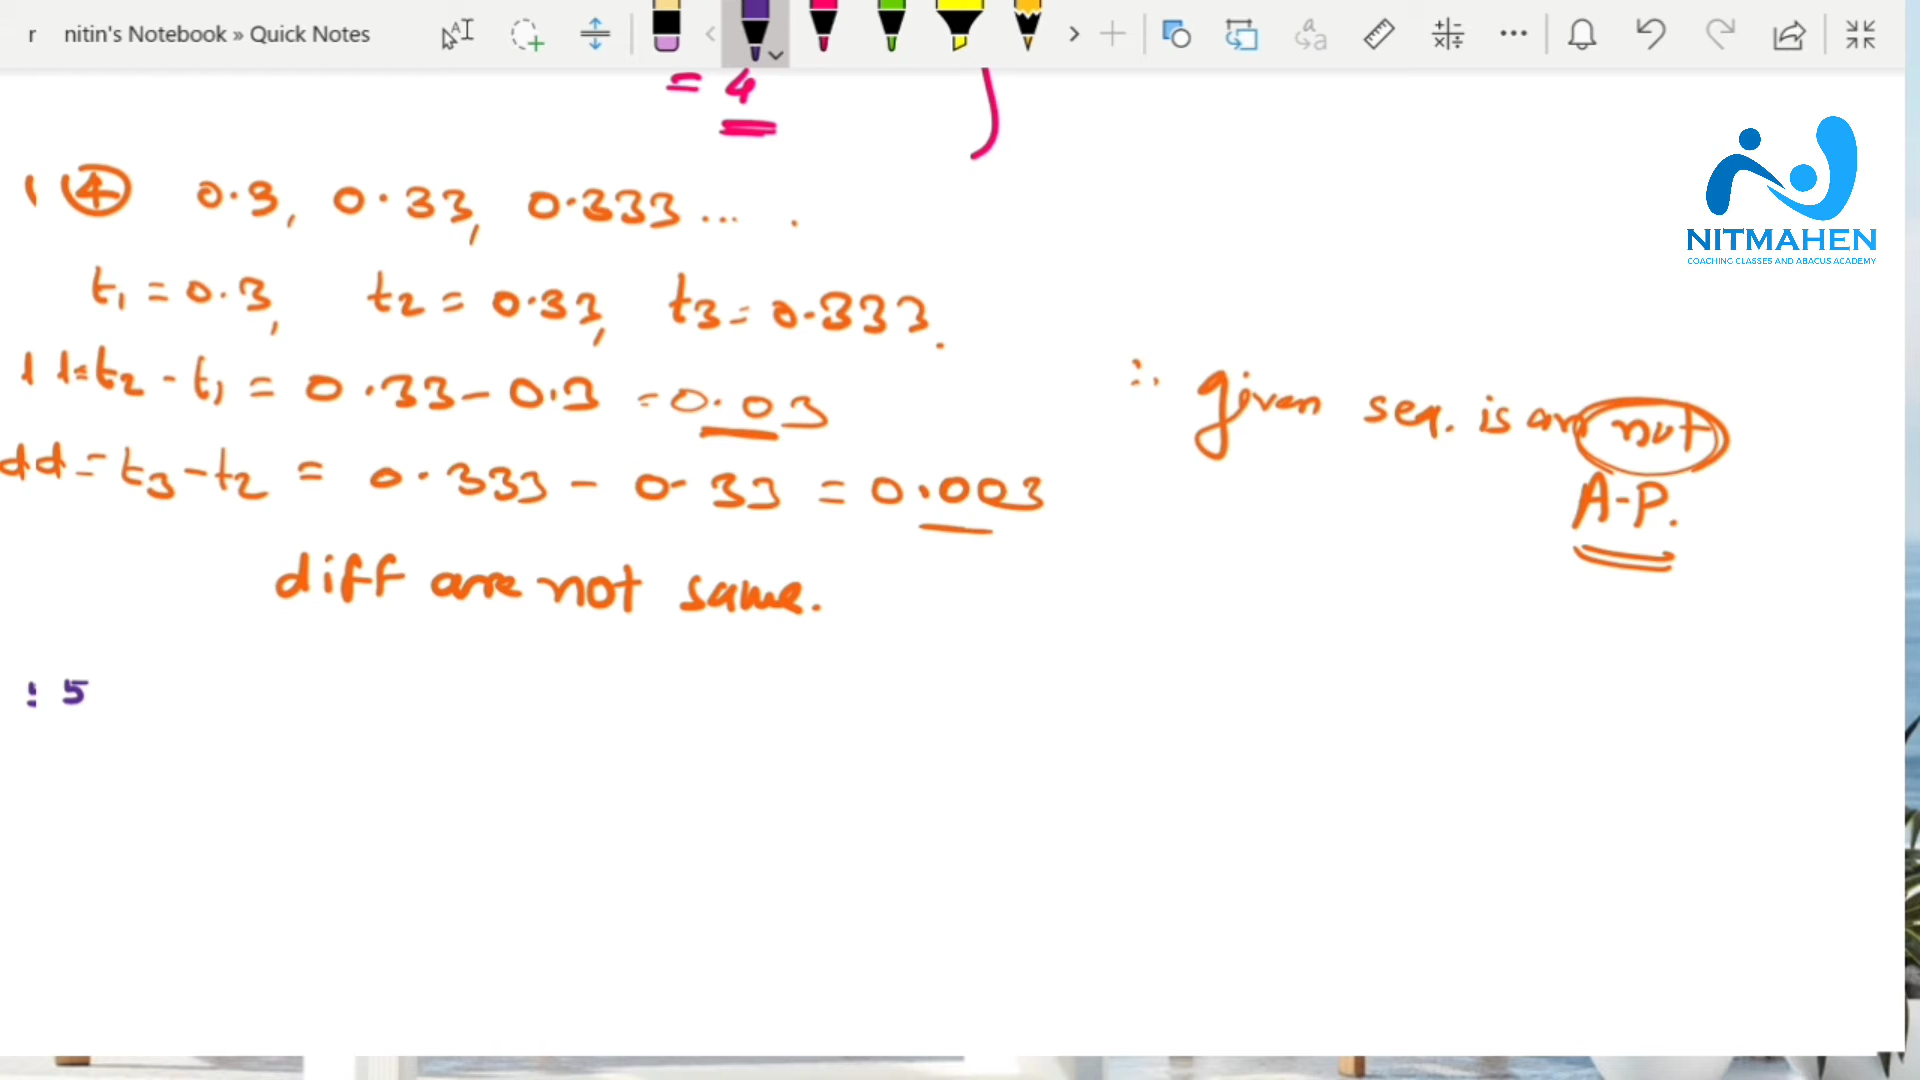 r nitin's Notebook » Quick Notes
= 4
④ 0.3, 0.33, 0.333 ... .
t₁ = 0.3, t₂ = 0.33, t₃ = 0.333.
t₂ - t₁ = 0.33 - 0.3 = 0.03
d = t₃ - t₂ = 0.333 - 0.33 = 0.003
diff are not same.
∴ given seq. is an not
A.P.
: 5
NITMAHEN
COACHING CLASSES AND ABACUS ACADEMY